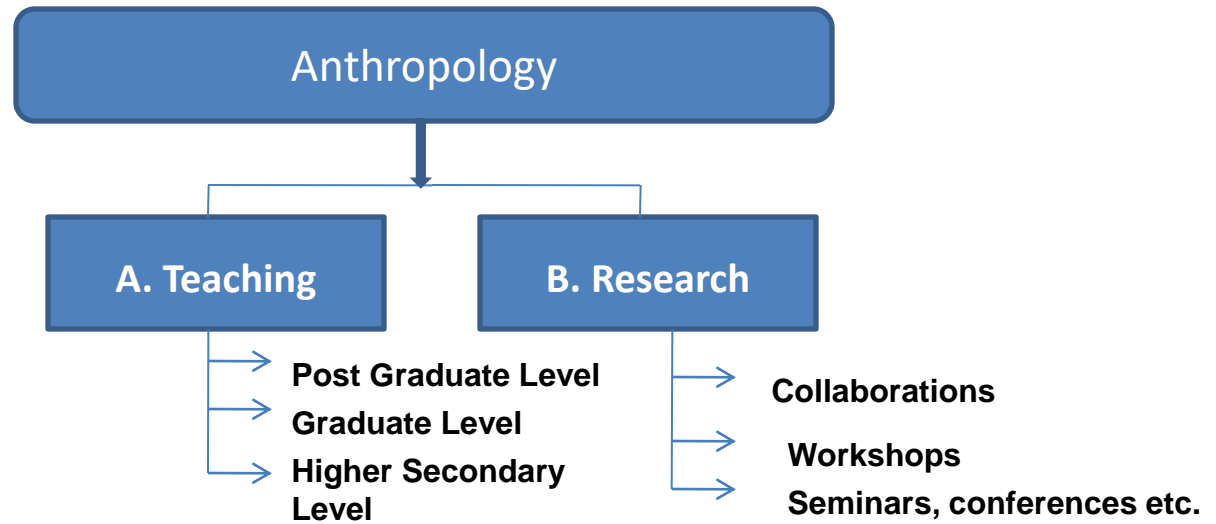 Anthropology
A. Teaching
Post Graduate Level
Graduate Level
Higher Secondary
Level
B. Research
Collaborations
Workshops
Seminars, conferences etc.